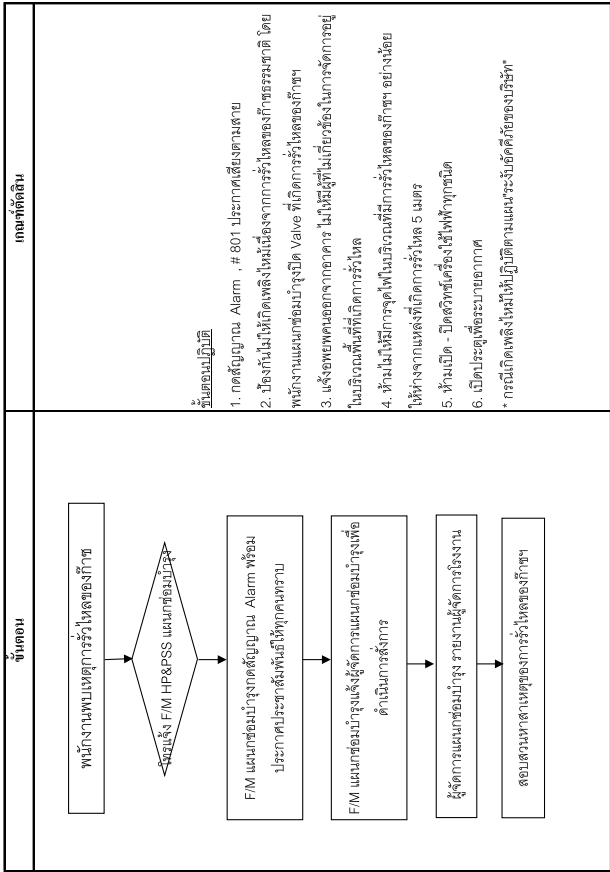 ขั้นตอน
เกณฑ์ตัดสิน
พนักงานพบเหตุการรั่วไหลของก๊าซ
โทรแจ้ง F/M HP&PSS แผนกซ่อมบำรุง
F/M แผนกซ่อมบำรุงกดสัญญาณ Alarm พร้อม
ประกาศประชาสัมพันธ์ให้ทุกคนทราบ
F/M แผนกซ่อมบำรุงแจ้งผู้จัดการแผนกซ่อมบำรุงเพื่อ
ดำเนินการสั่งการ
ผู้จัดการแผนกซ่อมบำรุง รายงานผู้จัดการโรงงาน
สอบสวนหาสาเหตุของการรั่วไหลของก๊าซฯ
ขั้นตอนปฏิบัติ
1. กดสัญญาณ Alarm , # 801 ประกาศเสียงตามสาย
2. ป้องกันไม่ให้เกิดเพลิงไหม้เนื่องจากการรั่วไหลของก๊าซธรรมชาติ โดย
พนักงานแผนกซ่อมบำรุงปิด Valve ที่เกิดการรั่วไหลของก๊าซฯ
3. แจ้งอพยพคนออกจากอาคาร ไม่ให้มีผู้ที่ไม่เกี่ยวข้องในการจัดการอยู่
ในบริเวณพื้นที่ที่เกิดการรั่วไหล
4. ห้ามไม่ให้มีการจุดไฟในบริเวณที่มีการรั่วไหลของก๊าซฯ อย่างน้อย
ให้ห่างจากแหล่งที่เกิดการรั่วไหล 5 เมตร
5. ห้ามเปิด - ปิดสวิทช์เครื่องใช้ไฟฟ้าทุกชนิด
6. เปิดประตูเพื่อระบายอากาศ
* กรณีเกิดเพลิงไหม้ให้ปฏิบัติตามแผน"ระงับอัคคีภัยของบริษัท"